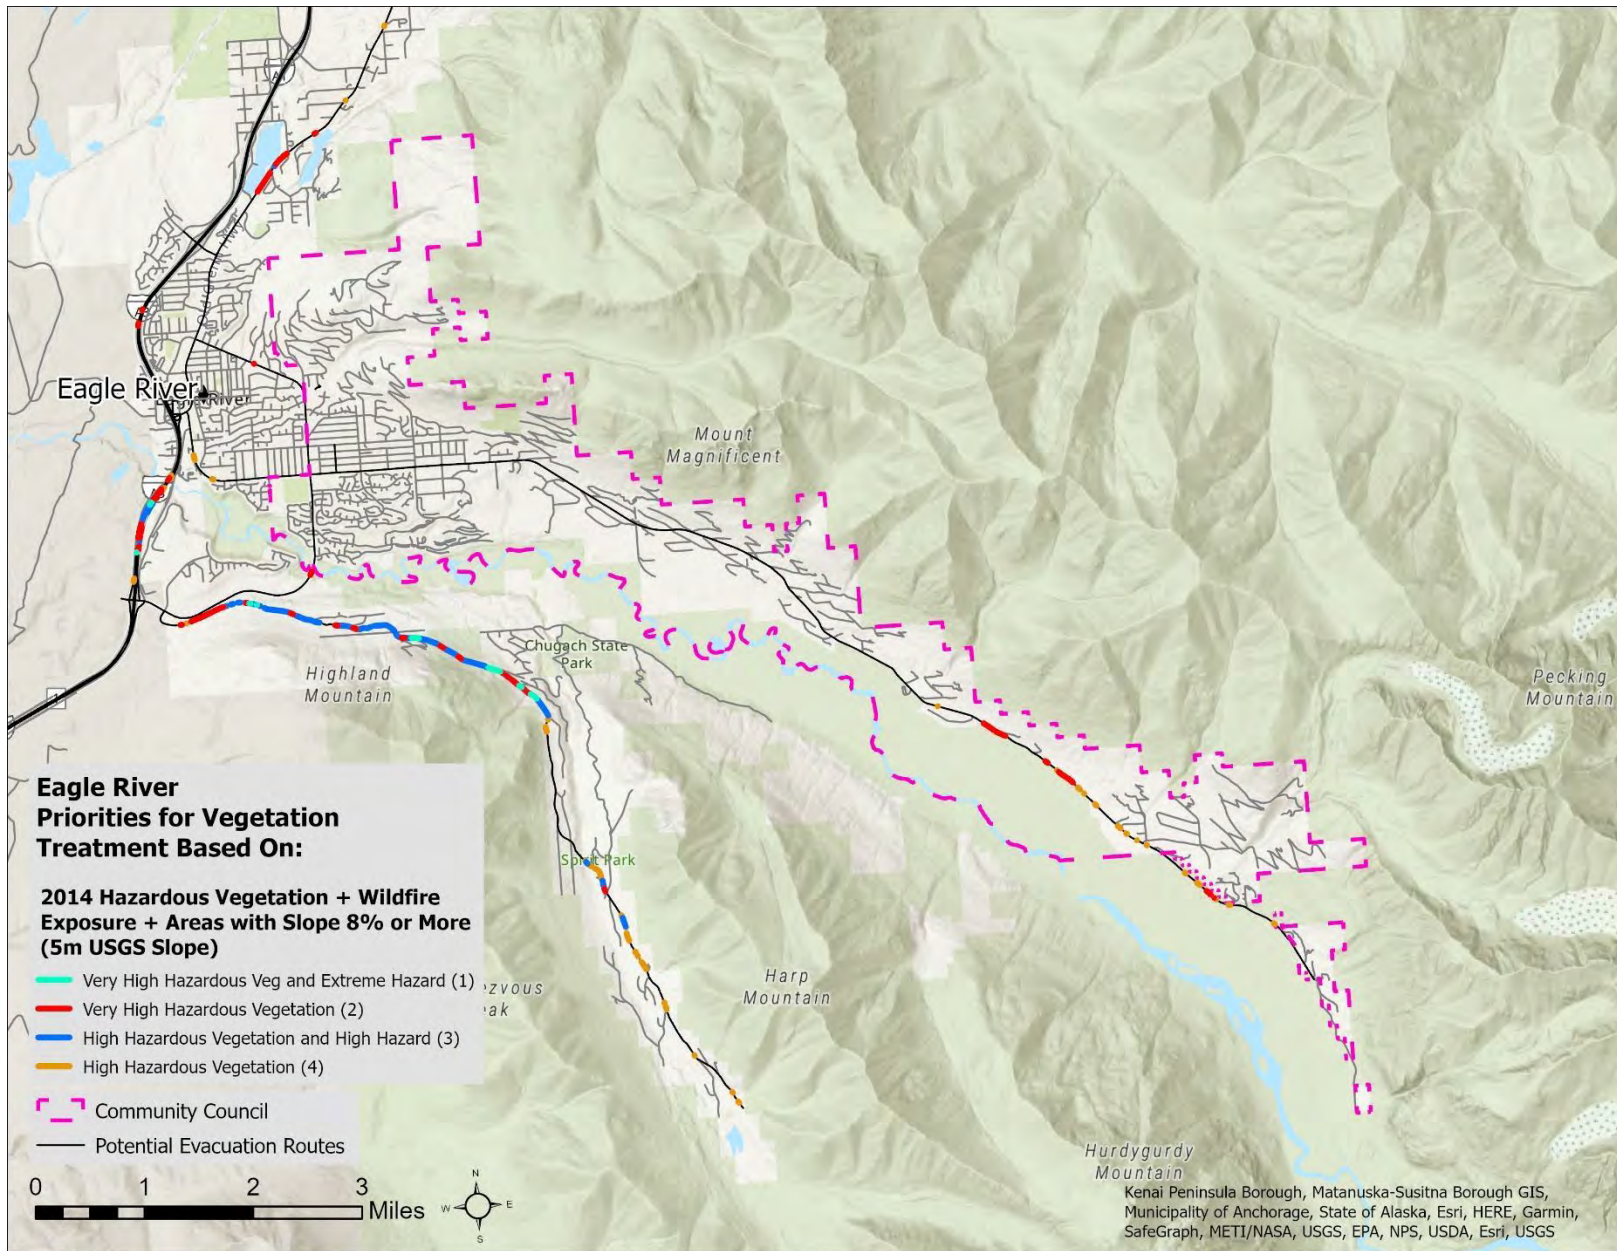 Eagle River
Mount
Magnificent
Chugach State
Park
Highland
Mountain
Pecking
Mountain
Eagle River
Priorities for Vegetation
Treatment Based On:
2014 Hazardous Vegetation + Wildfire
Exposure + Areas with Slope 8% or More
(5m USGS Slope)
Very High Hazardous Veg and Extreme Hazard (1)
Very High Hazardous Vegetation (2)
High Hazardous Vegetation and High Hazard (3)
High Hazardous Vegetation (4)
Community Council
Potential Evacuation Routes
Park
Harp
Mountain
Hurdygurdy
Mountain
0 1 2 3
Miles
N
W E
S
Kenai Peninsula Borough, Matanuska-Susitna Borough GIS,
Municipality of Anchorage, State of Alaska, Esri, HERE, Garmin,
SafeGraph, METI/NASA, USGS, EPA, NPS, USDA, Esri, USGS